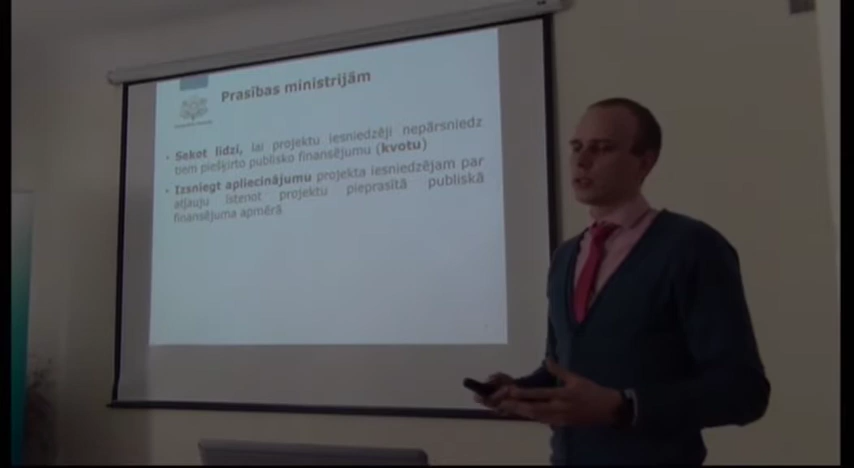 Prasības ministrijām
• Sekot līdzi, lai projektu iesniedzēji nepārsniedz
tiem piešķirto publisko finansējumu (kvotu)
• Izsniegt apliecinājumu projekta iesniedzējam par
atļauju īstenot projektu pieprasītā publiskā
finansējuma apmērā